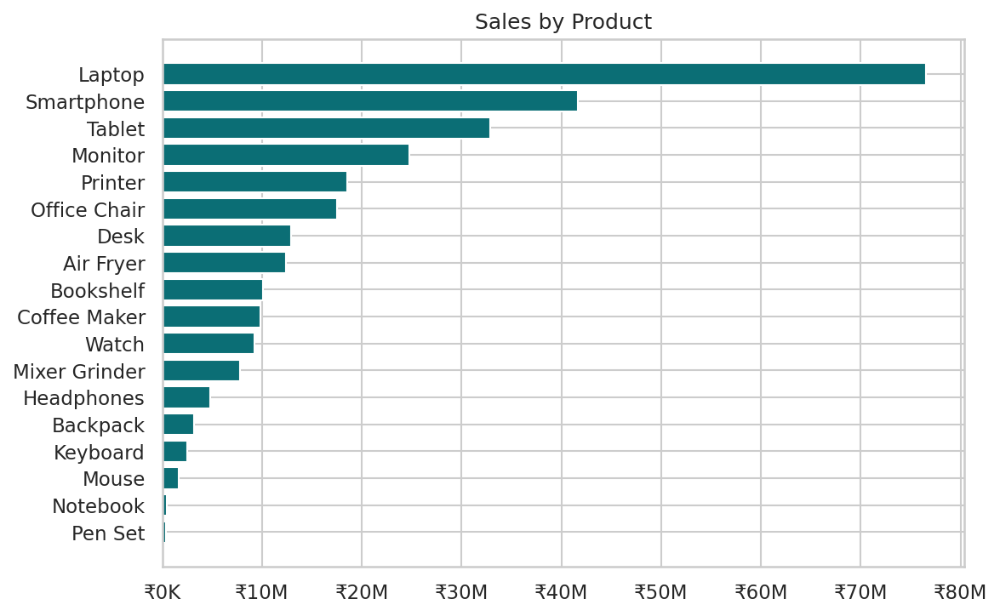 Sales by Product
Laptop
Smartphone
Tablet
Monitor
Printer
Office Chair
Desk
Air Fryer
Bookshelf
Coffee Maker
Watch
Mixer Grinder
Headphones
Backpack
Keyboard
Mouse
Notebook
Pen Set
₹0K ₹10M ₹20M ₹30M ₹40M ₹50M ₹60M ₹70M ₹80M